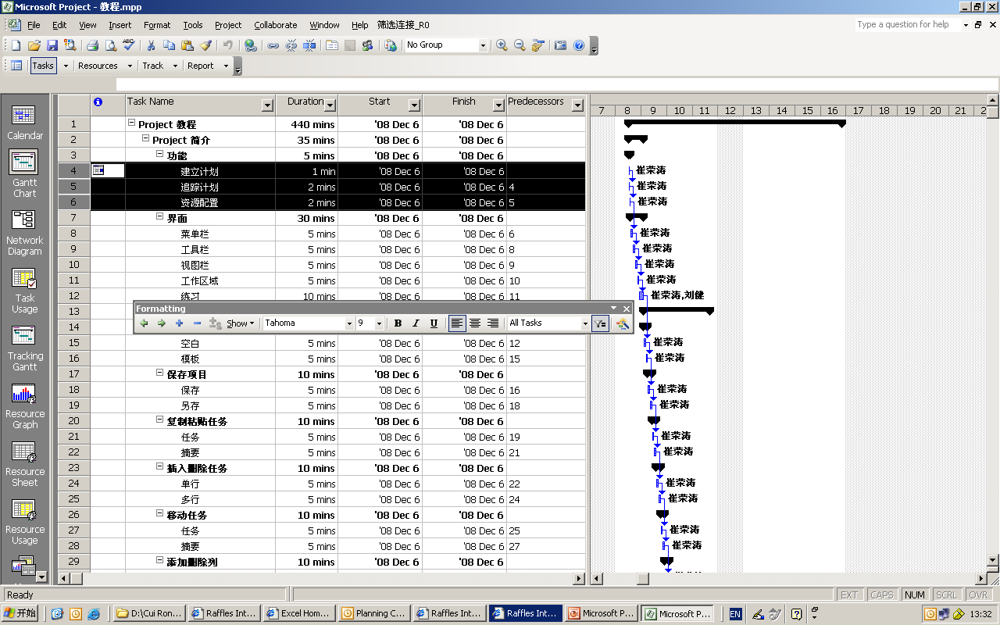 Microsoft Project - 教程.mpp
File Edit View Insert Format Tools Project Collaborate Window Help 筛选连接_R0 Type a question for help
No Group
Tasks Resources Track Report
Task Name Duration Start Finish Predecessors 7 8 9 10 11 12 13 14 15 16 17 18 19 20 21 2
1 Project 教程 440 mins '08 Dec 6 '08 Dec 6
2 Project 简介 35 mins '08 Dec 6 '08 Dec 6
3 功能 5 mins '08 Dec 6 '08 Dec 6
4 建立计划 1 min '08 Dec 6 '08 Dec 6 崔荣涛
5 追踪计划 2 mins '08 Dec 6 '08 Dec 6 4 崔荣涛
6 资源配置 2 mins '08 Dec 6 '08 Dec 6 5 崔荣涛
7 界面 30 mins '08 Dec 6 '08 Dec 6
8 菜单栏 5 mins '08 Dec 6 '08 Dec 6 6 崔荣涛
9 工具栏 5 mins '08 Dec 6 '08 Dec 6 8 崔荣涛
10 视图栏 5 mins '08 Dec 6 '08 Dec 6 9 崔荣涛
11 工作区域 5 mins '08 Dec 6 '08 Dec 6 10 崔荣涛
12 练习 10 mins '08 Dec 6 '08 Dec 6 11 崔荣涛,刘健
Formatting
13
Show Tahoma 9 B I U All Tasks
14
15 空白 5 mins '08 Dec 6 '08 Dec 6 12 崔荣涛
16 模板 5 mins '08 Dec 6 '08 Dec 6 15 崔荣涛
17 保存项目 10 mins '08 Dec 6 '08 Dec 6
18 保存 5 mins '08 Dec 6 '08 Dec 6 16 崔荣涛
19 另存 5 mins '08 Dec 6 '08 Dec 6 18 崔荣涛
20 复制粘贴任务 10 mins '08 Dec 6 '08 Dec 6
21 任务 5 mins '08 Dec 6 '08 Dec 6 19 崔荣涛
22 摘要 5 mins '08 Dec 6 '08 Dec 6 21 崔荣涛
23 插入删除任务 10 mins '08 Dec 6 '08 Dec 6
24 单行 5 mins '08 Dec 6 '08 Dec 6 22 崔荣涛
25 多行 5 mins '08 Dec 6 '08 Dec 6 24 崔荣涛
26 移动任务 10 mins '08 Dec 6 '08 Dec 6
27 任务 5 mins '08 Dec 6 '08 Dec 6 25 崔荣涛
28 摘要 5 mins '08 Dec 6 '08 Dec 6 27 崔荣涛
29 添加删除列 10 mins '08 Dec 6 '08 Dec 6
Calendar
Gantt
Chart
Network
Diagram
Task
Usage
Tracking
Gantt
Resource
Graph
Resource
Sheet
Resource
Usage
Ready EXT CAPS NUM SCRL OVR
开始 D:\Cui Ron... Raffles Int... Excel Hom... Planning C... Raffles Int... Raffles Int... Microsoft P... Microsoft P... EN 13:32